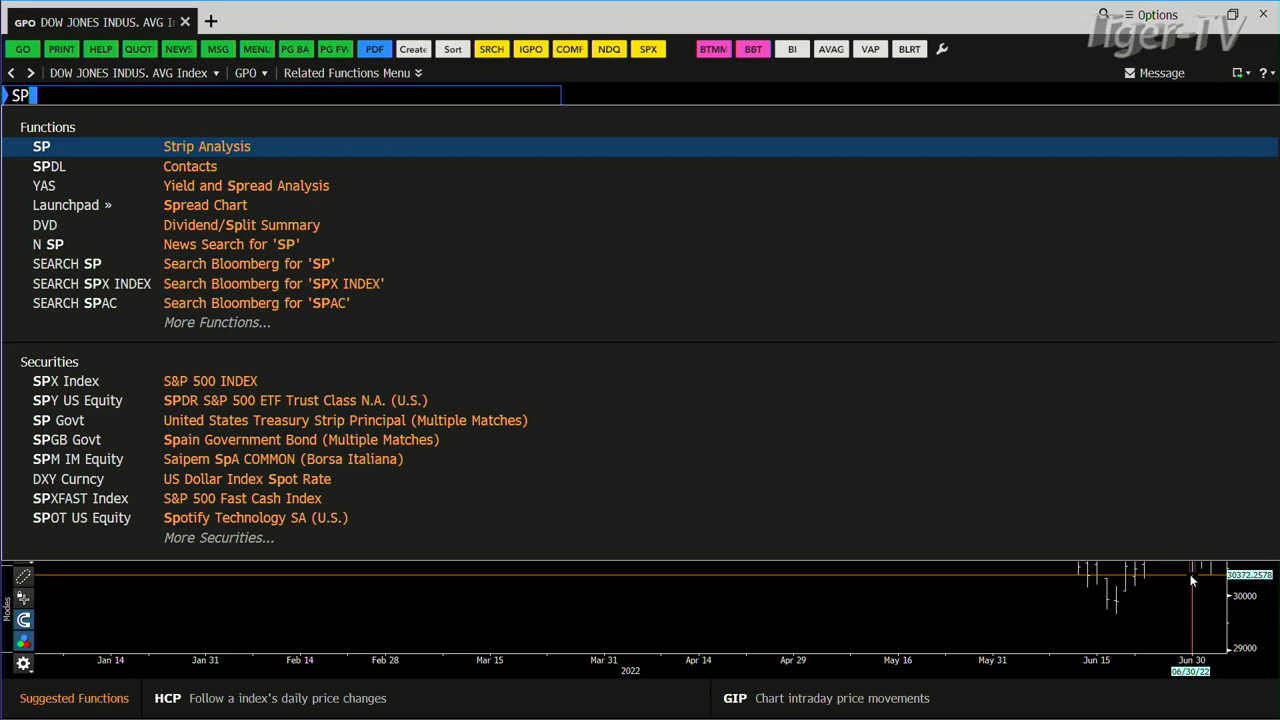 GPO DOW JONES INDUS. AVG I
Options
Tiger-TV
GO PRINT HELP QUOT NEWS MSG MENU PG BA PG FW PDF Create Sort SRCH IGPO COMF NDQ SPX BTMM BBT BI AVAG VAP BLRT
DOW JONES INDUS. AVG Index GPO Related Functions Menu Message ?
SP
Functions
SP Strip Analysis
SPDL Contacts
YAS Yield and Spread Analysis
Launchpad » Spread Chart
DVD Dividend/Split Summary
N SP News Search for 'SP'
SEARCH SP Search Bloomberg for 'SP'
SEARCH SPX INDEX Search Bloomberg for 'SPX INDEX'
SEARCH SPAC Search Bloomberg for 'SPAC'
More Functions...
Securities
SPX Index S&P 500 INDEX
SPY US Equity SPDR S&P 500 ETF Trust Class N.A. (U.S.)
SP Govt United States Treasury Strip Principal (Multiple Matches)
SPGB Govt Spain Government Bond (Multiple Matches)
SPM IM Equity Saipem SpA COMMON (Borsa Italiana)
DXY Curncy US Dollar Index Spot Rate
SPXFAST Index S&P 500 Fast Cash Index
SPOT US Equity Spotify Technology SA (U.S.)
More Securities...
Modes
30372.2578
30000
29000
Jan 14 Jan 31 Feb 14 Feb 28 Mar 15 Mar 31 Apr 14 Apr 29 May 16 May 31 Jun 15 Jun 30
2022
06/30/22
Suggested Functions HCP Follow a index's daily price changes GIP Chart intraday price movements